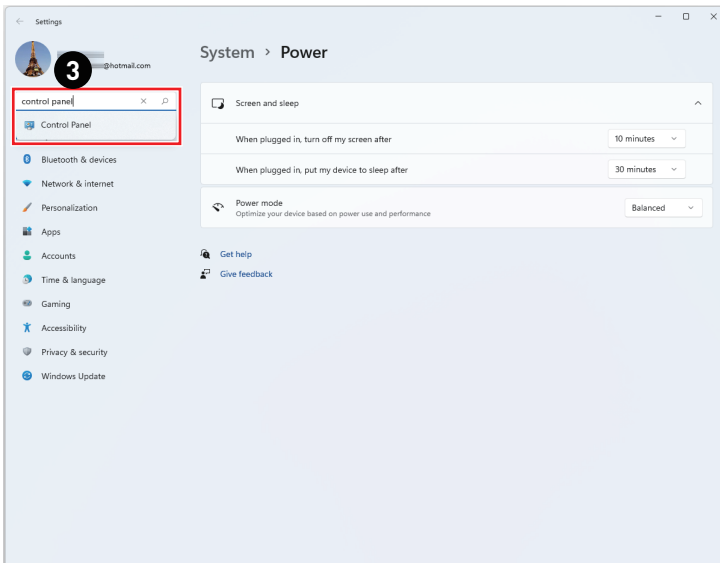 Settings
@hotmail.com
3
control panel
Control Panel
Bluetooth & devices
Network & internet
Personalization
Apps
Accounts
Time & language
Gaming
Accessibility
Privacy & security
Windows Update
System > Power
Screen and sleep
When plugged in, turn off my screen after
10 minutes
When plugged in, put my device to sleep after
30 minutes
Power mode
Optimize your device based on power use and performance
Balanced
Get help
Give feedback